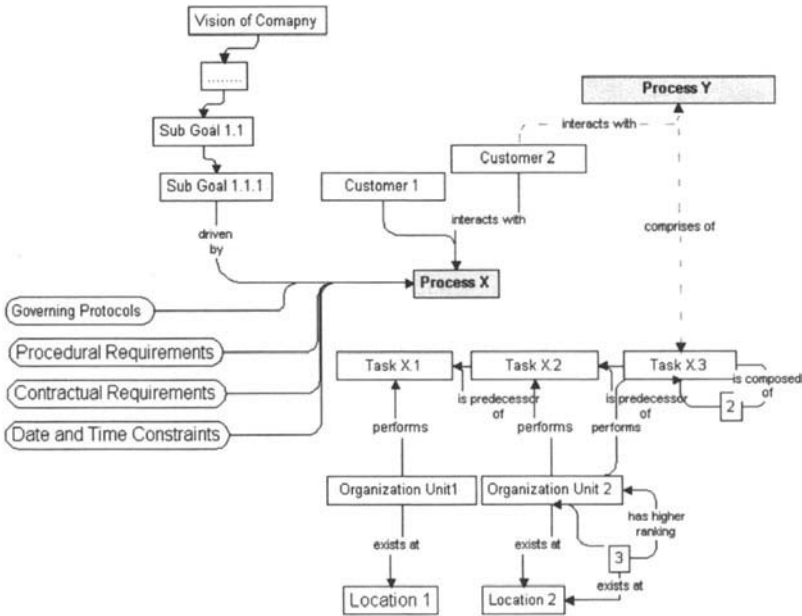 Vision of Comapny
........
Process Y
interacts with
Sub Goal 1.1
Customer 2
Sub Goal 1.1.1
Customer 1
interacts with
driven
by
comprises of
Process X
Governing Protocols
Procedural Requirements
Task X.1
Task X.2
Task X.3
is composed
of
Contractual Requirements
is predecessor
of
is predecessor
of
2
Date and Time Constraints
performs
performs
performs
Organization Unit1
Organization Unit 2
has higher
ranking
exists at
exists at
3
exists at
Location 1
Location 2